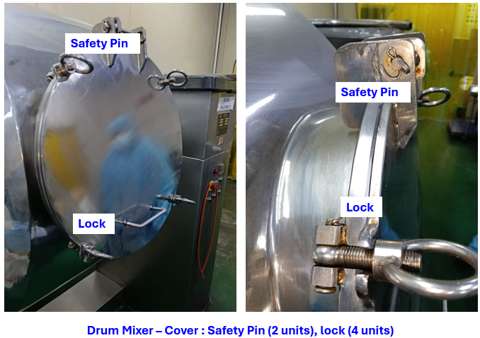 Safety Pin
Lock
Safety Pin
Lock
Drum Mixer – Cover : Safety Pin (2 units), lock (4 units)